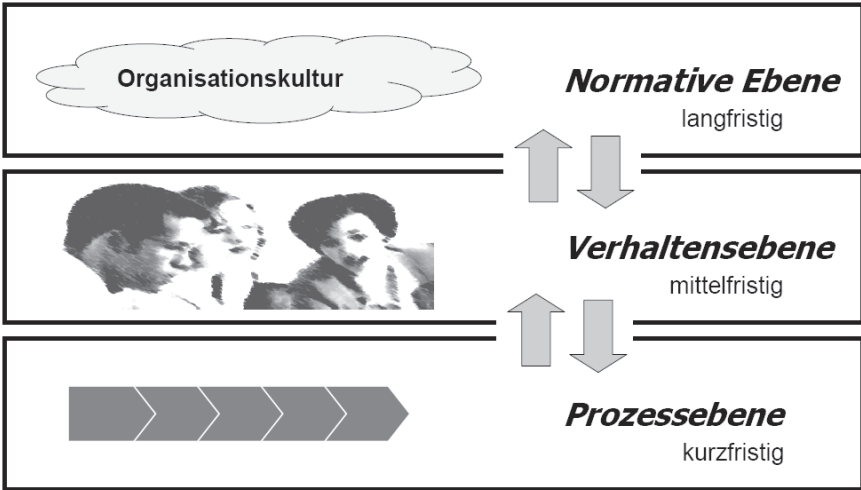 Organisationskultur
Normative Ebene
langfristig
Verhaltensebene
mittelfristig
Prozessebene
kurzfristig